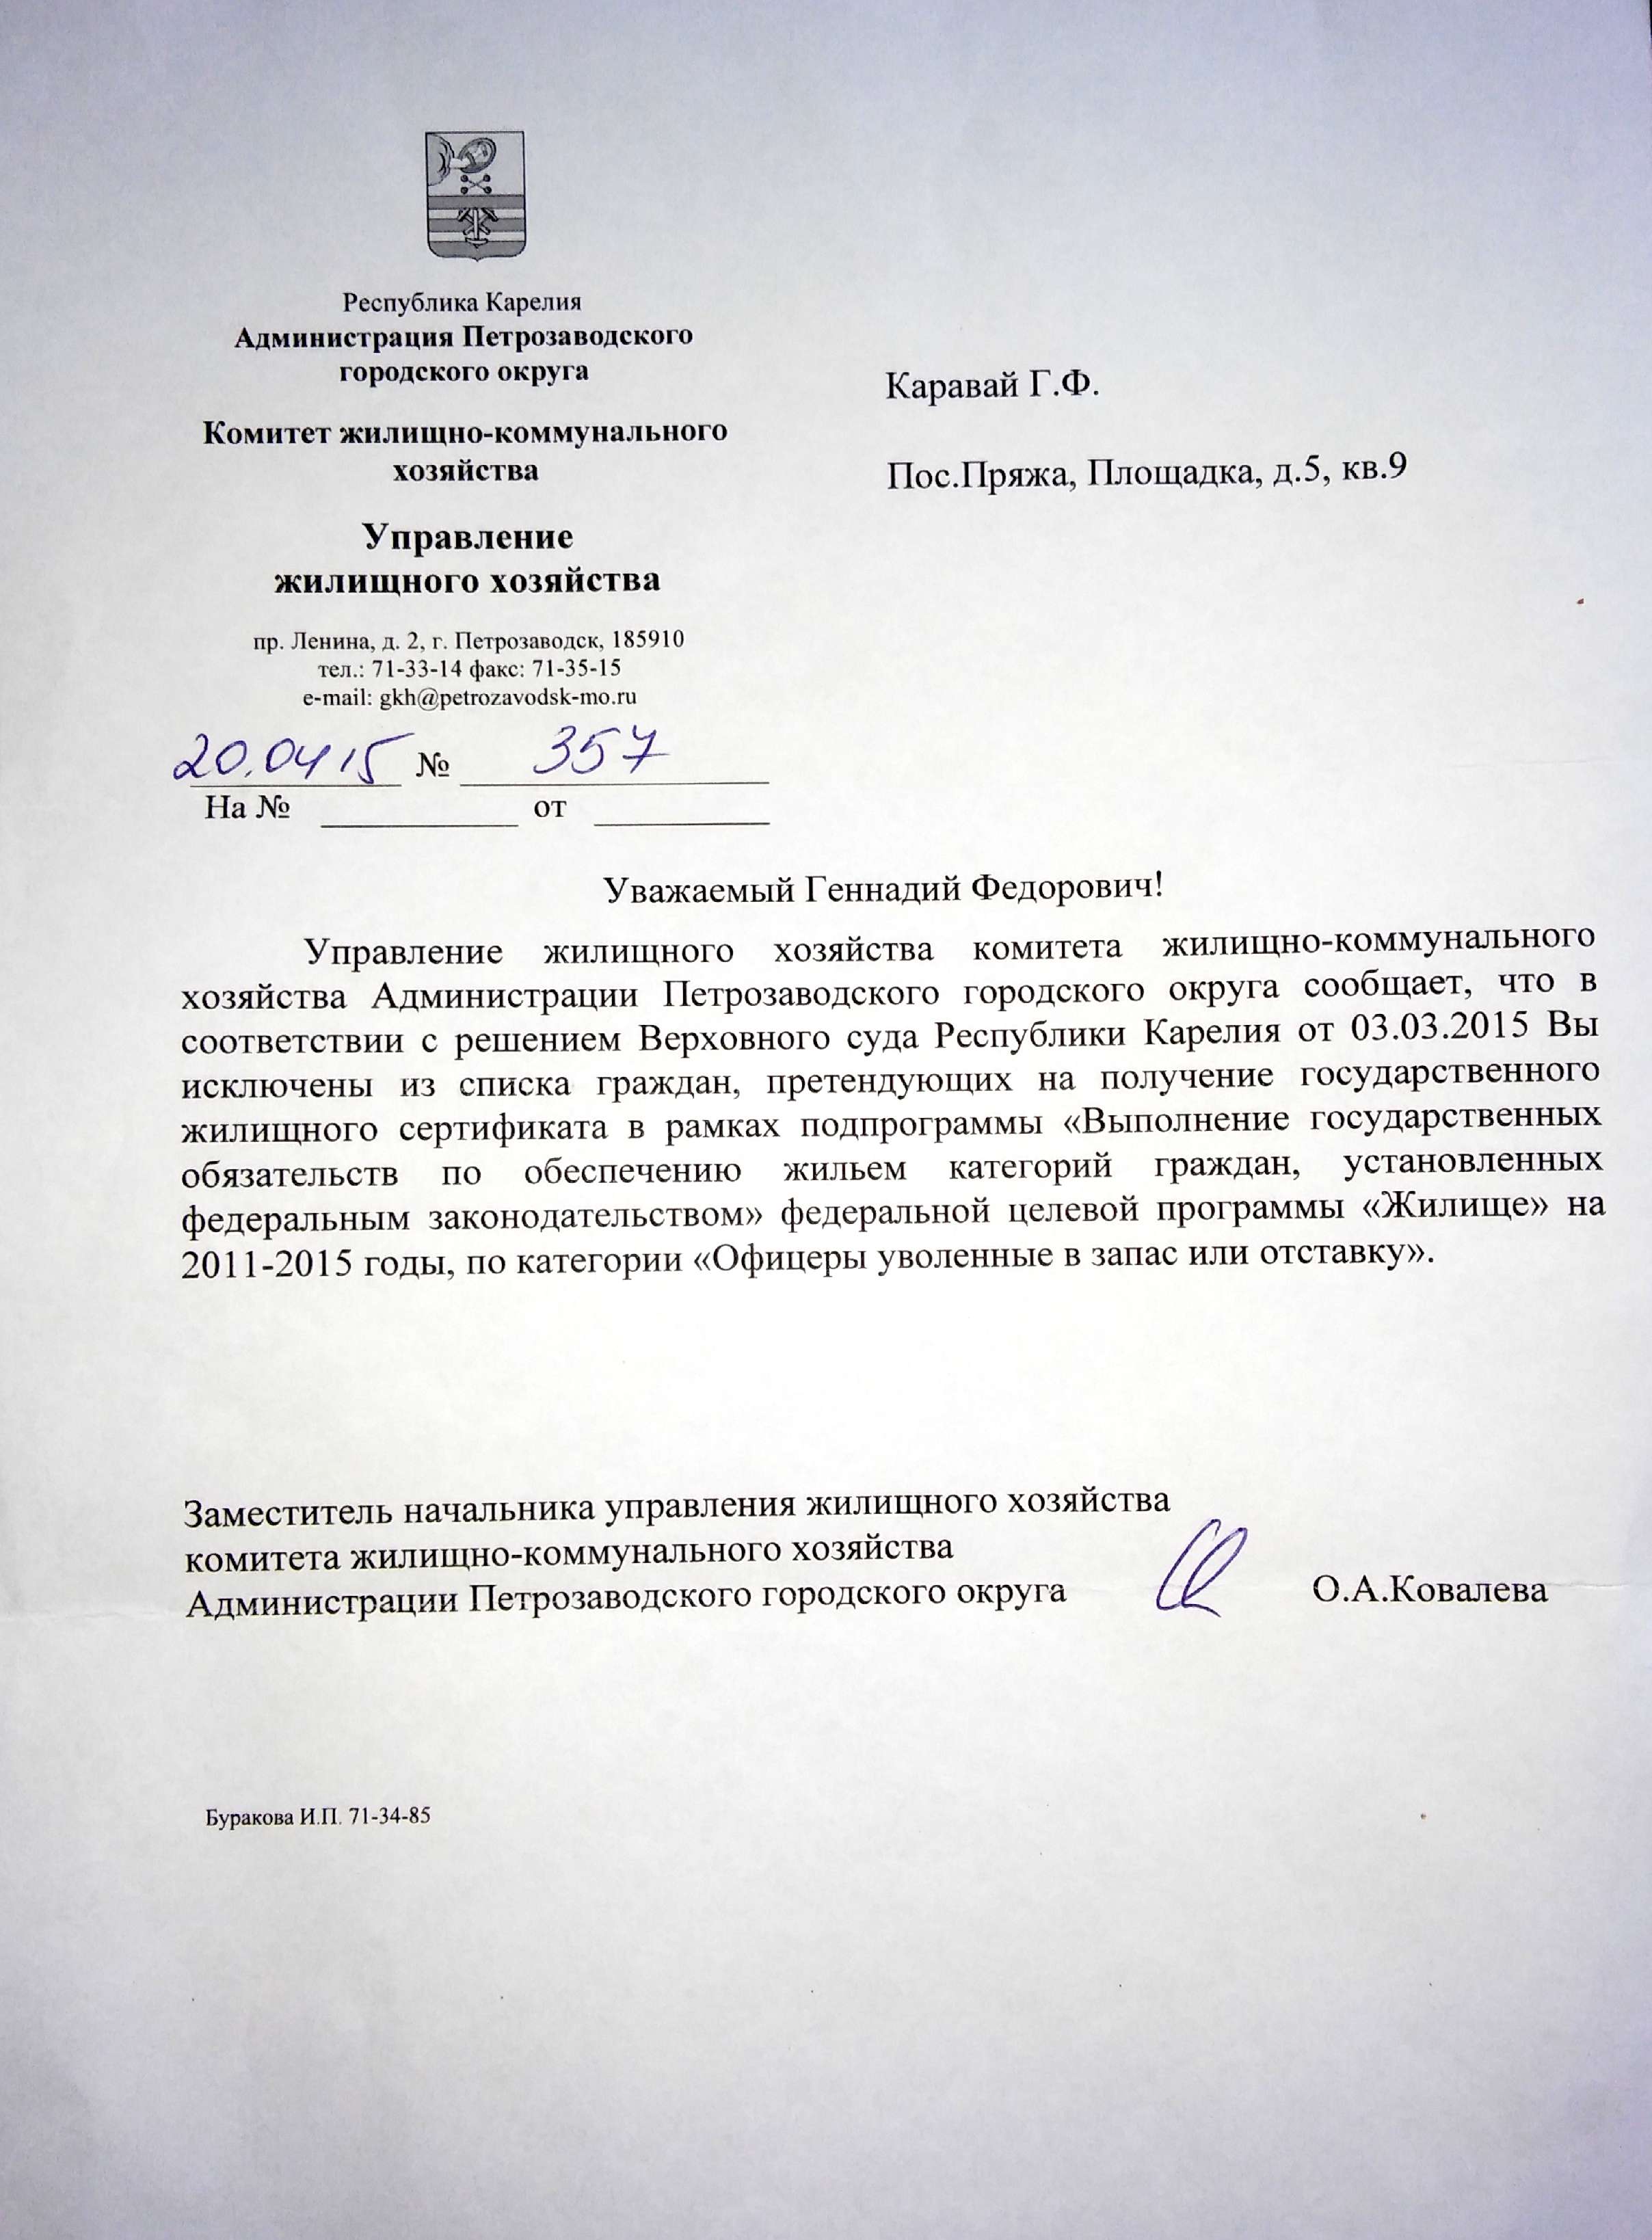 Республика Карелия
Администрация Петрозаводского
городского округа
Комитет жилищно-коммунального
хозяйства
Управление
жилищного хозяйства
пр. Ленина, д. 2, г. Петрозаводск, 185910
тел.: 71-33-14 факс: 71-35-15
e-mail: gkh@petrozavodsk-mo.ru
20.04 15 № 357
На № от
Каравай Г.Ф.
Пос.Пряжа, Площадка, д.5, кв.9
Уважаемый Геннадий Федорович!
Управление жилищного хозяйства комитета жилищно-коммунального
хозяйства Администрации Петрозаводского городского округа сообщает, что в
соответствии с решением Верховного суда Республики Карелия от 03.03.2015 Вы
исключены из списка граждан, претендующих на получение государственного
жилищного сертификата в рамках подпрограммы «Выполнение государственных
обязательств по обеспечению жильем категорий граждан, установленных
федеральным законодательством» федеральной целевой программы «Жилище» на
2011-2015 годы, по категории «Офицеры уволенные в запас или отставку».
Заместитель начальника управления жилищного хозяйства
комитета жилищно-коммунального хозяйства
Администрации Петрозаводского городского округа О.А.Ковалева
Буракова И.П. 71-34-85